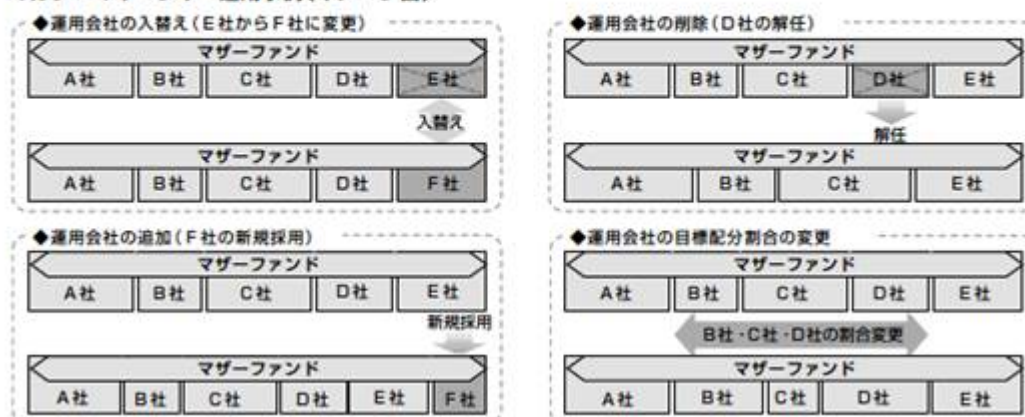 ◆運用会社の入替え(E社からF社に変更)
マザーファンド
A社 B社 C社 D社 E社
入替え
マザーファンド
A社 B社 C社 D社 F社
◆運用会社の削除(D社の解任)
マザーファンド
A社 B社 C社 D社 E社
解任
マザーファンド
A社 B社 C社 E社
◆運用会社の追加(F社の新規採用)
マザーファンド
A社 B社 C社 D社 E社
新規採用
マザーファンド
A社 B社 C社 D社 E社 F社
◆運用会社の目標配分割合の変更
マザーファンド
A社 B社 C社 D社 E社
B社・C社・D社の割合変更
マザーファンド
A社 B社 C社 D社 E社